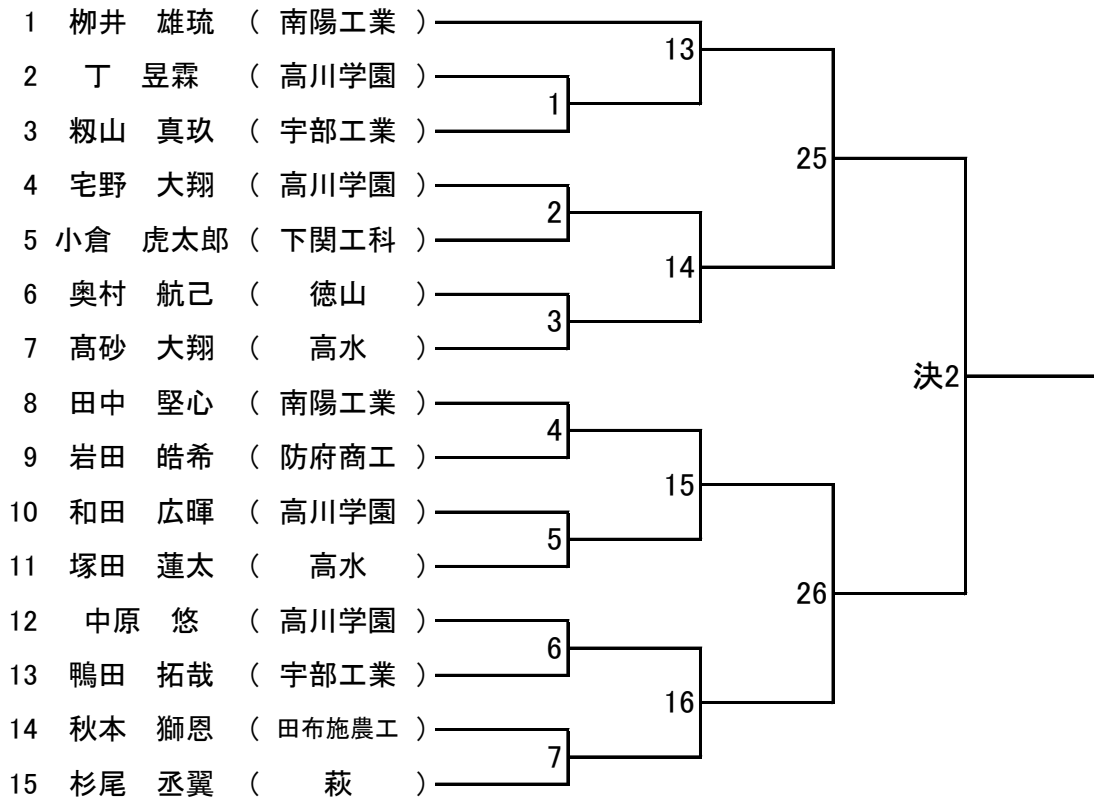 1 栁井 雄琉 ( 南陽工業 )
13
2 丁 昱霖 ( 高川学園 )
1
3 籾山 真玖 ( 宇部工業 )
25
4 宅野 大翔 ( 高川学園 )
2
5 小倉 虎太郎 ( 下関工科 )
14
6 奥村 航己 ( 徳山 )
3
7 髙砂 大翔 ( 高水 )
決2
8 田中 堅心 ( 南陽工業 )
4
9 岩田 皓希 ( 防府商工 )
15
10 和田 広暉 ( 高川学園 )
5
11 塚田 蓮太 ( 高水 )
26
12 中原 悠 ( 高川学園 )
6
13 鴨田 拓哉 ( 宇部工業 )
16
14 秋本 獅恩 ( 田布施農工 )
7
15 杉尾 丞翼 ( 萩 )